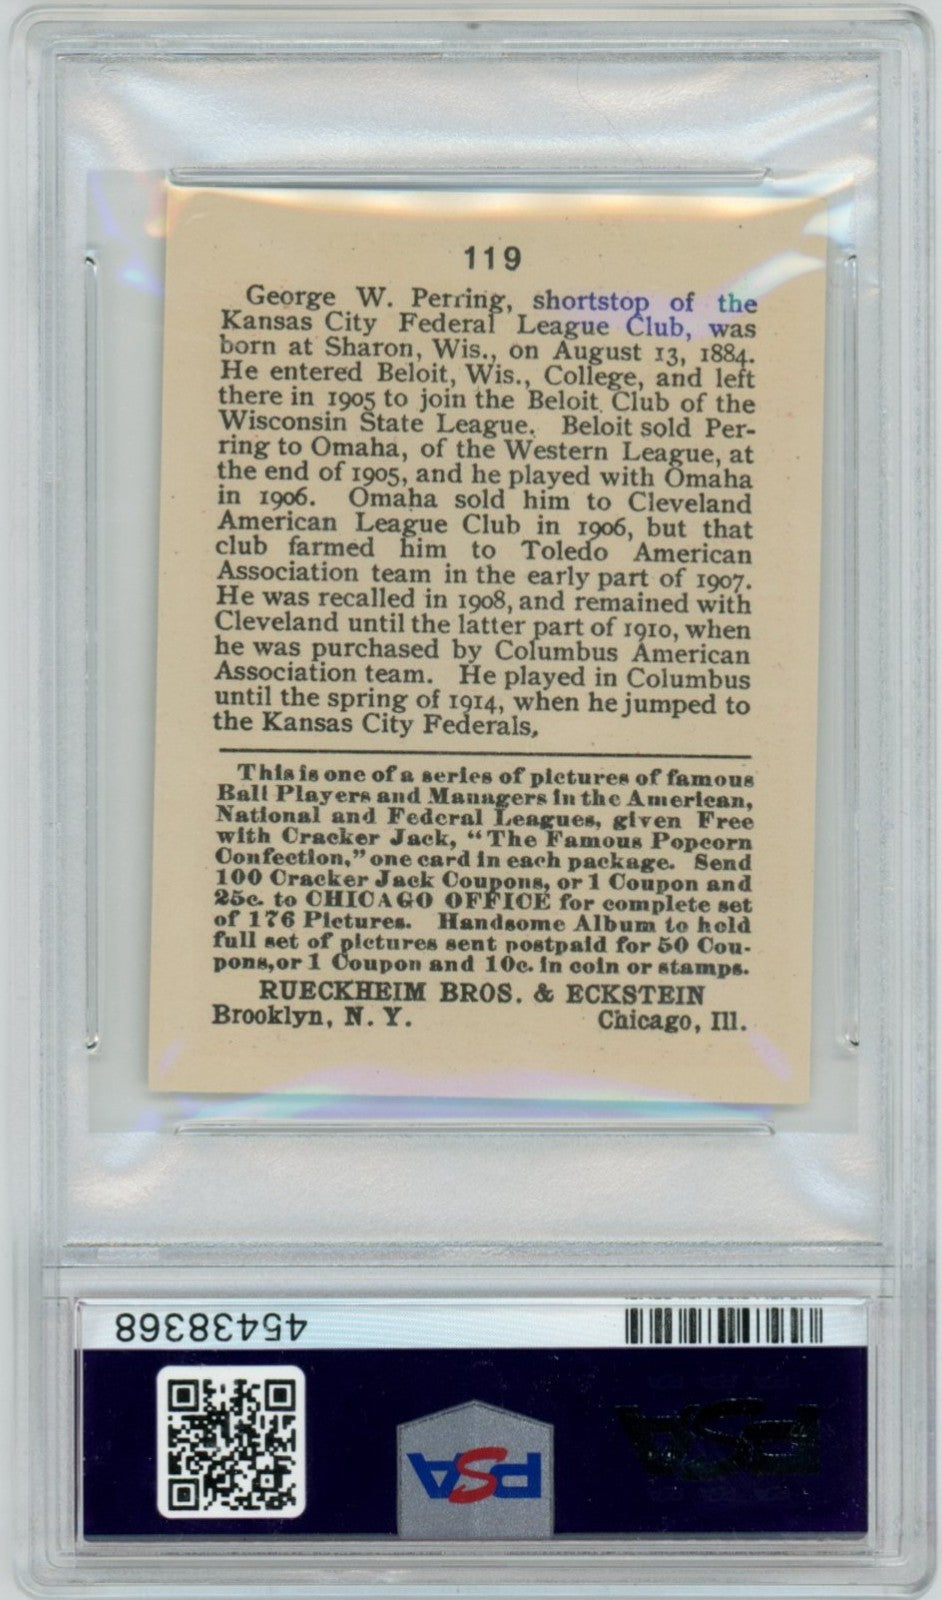 119
George W. Perring, shortstop of the
Kansas City Federal League Club, was
born at Sharon, Wis., on August 13, 1884.
He entered Beloit, Wis., College, and left
there in 1905 to join the Beloit Club of the
Wisconsin State League. Beloit sold Per-
ring to Omaha, of the Western League, at
the end of 1905, and he played with Omaha
in 1906. Omaha sold him to Cleveland
American League Club in 1906, but that
club farmed him to Toledo American
Association team in the early part of 1907.
He was recalled in 1908, and remained with
Cleveland until the latter part of 1910, when
he was purchased by Columbus American
Association team. He played in Columbus
until the spring of 1914, when he jumped to
the Kansas City Federals,
This is one of a series of pictures of famous
Ball Players and Managers in the American,
National and Federal Leagues, given Free
with Cracker Jack, "The Famous Popcorn
Confection," one card in each package. Send
100 Cracker Jack Coupons, or 1 Coupon and
25c. to CHICAGO OFFICE for complete set
of 176 Pictures. Handsome Album to hold
full set of pictures sent postpaid for 50 Cou-
pons, or 1 Coupon and 10c. in coin or stamps.
RUECKHEIM BROS. & ECKSTEIN
Brooklyn, N. Y. Chicago, Ill.
45438368
PSA
PSA